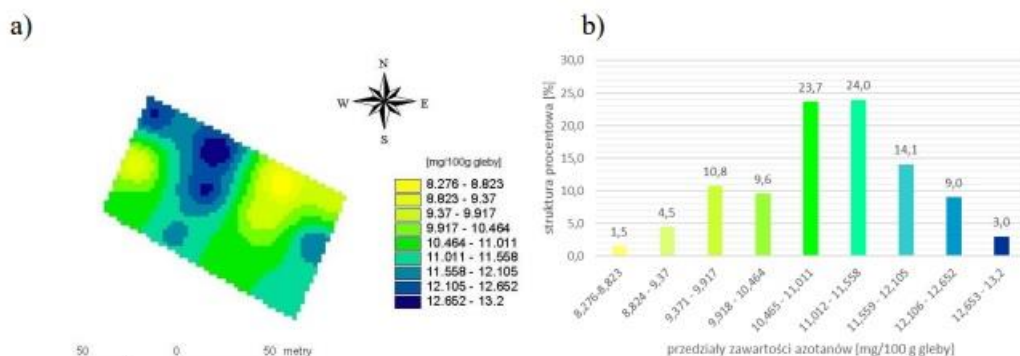 a)
N
W E
S
[mg/100g gleby]
8.276 - 8.823
8.823 - 9.37
9.37 - 9.917
9.917 - 10.464
10.464 - 11.011
11.011 - 11.558
11.558 - 12.105
12.105 - 12.652
12.652 - 13.2
50 0 50 metry
b)
struktura procentowa [%]
30,0
25,0
20,0
15,0
10,0
5,0
0,0
1,5
4,5
10,8
9,6
23,7
24,0
14,1
9,0
3,0
8,276-8,823
8,824 - 9,37
9,371 - 9,917
9,918 - 10,464
10,465 - 11,011
11,012 - 11,558
11,559 - 12,105
12,106 - 12,652
12,653 - 13,2
przedziały zawartości azotanów [mg/100 g gleby]